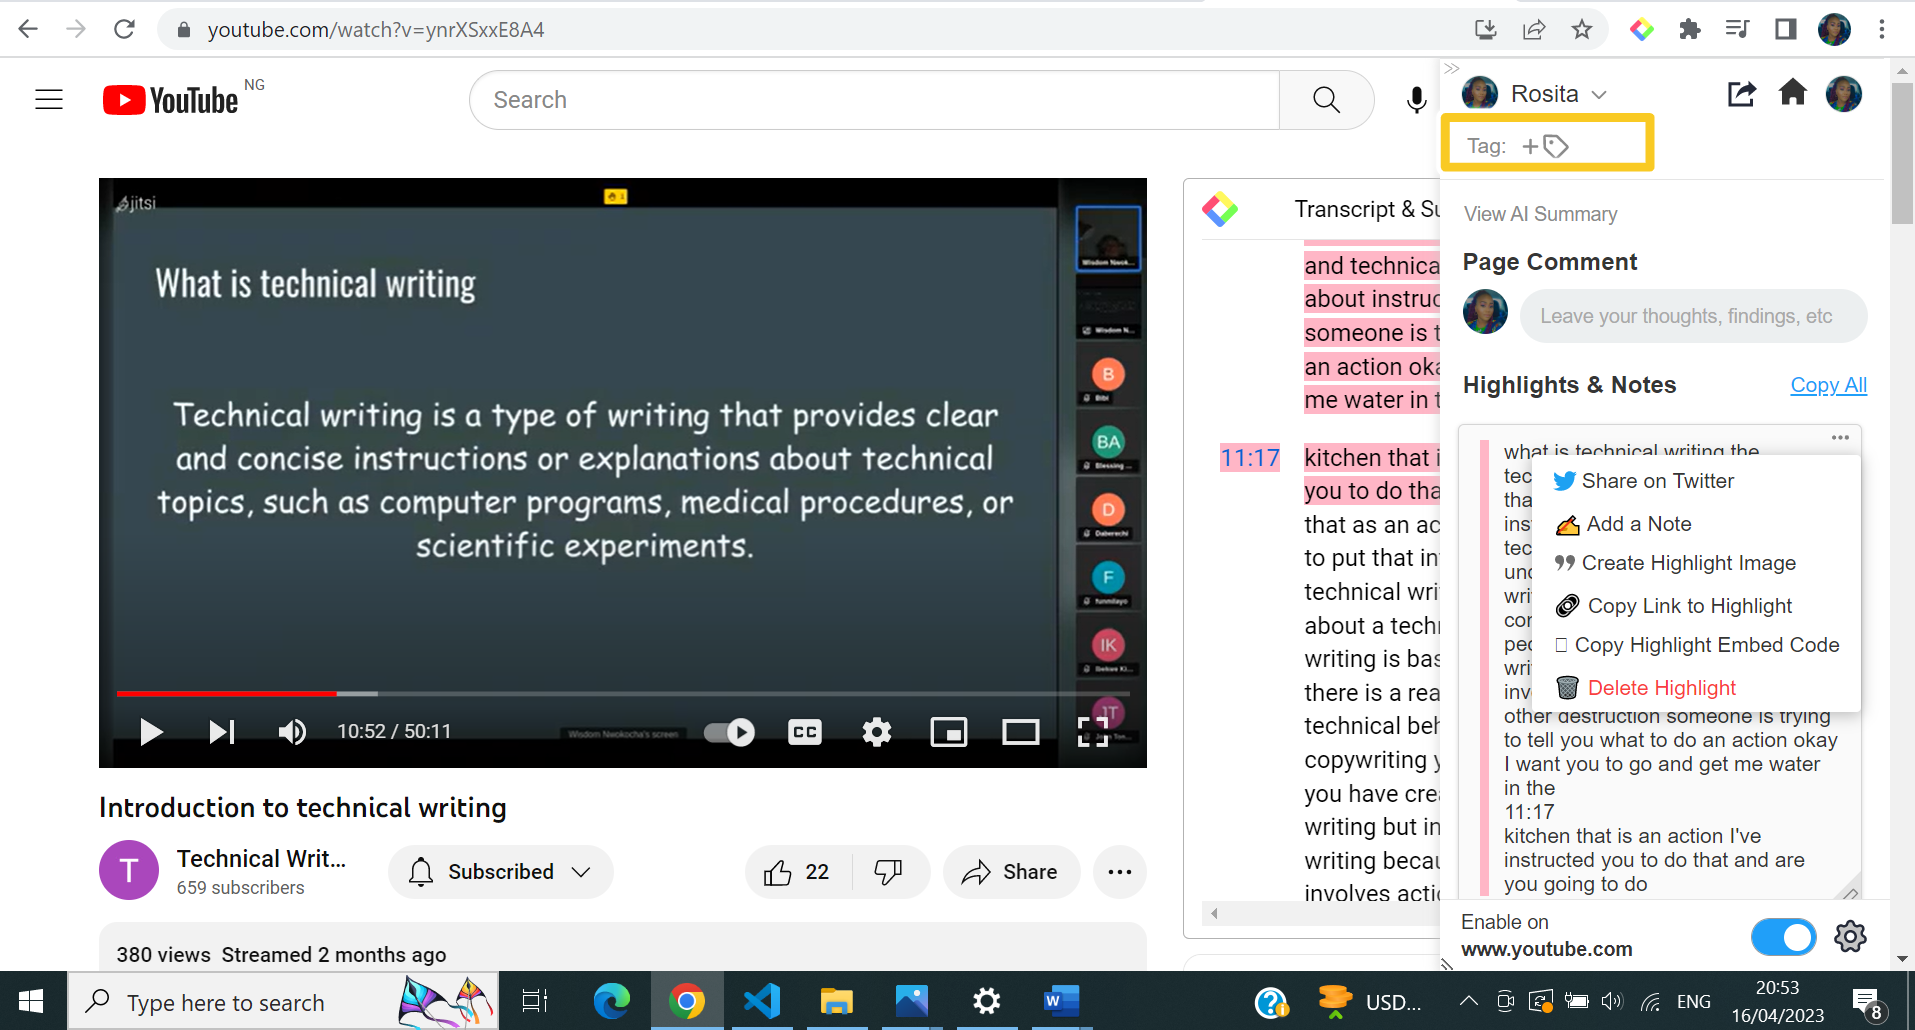 youtube.com/watch?v=ynrXSxxE8A4
YouTube NG
Search
Rosita
Tag:
View AI Summary
Page Comment
Leave your thoughts, findings, etc
Highlights & Notes
Copy All
what is technical writing the
tec
tha
ins
tec
und
writ
con
peo
writ
inv
other destruction someone is trying
to tell you what to do an action okay
I want you to go and get me water
in the
11:17
kitchen that is an action I've
instructed you to do that and are
you going to do
Share on Twitter
Add a Note
Create Highlight Image
Copy Link to Highlight
Copy Highlight Embed Code
Delete Highlight
Enable on
www.youtube.com
jitsi
What is technical writing
Technical writing is a type of writing that provides clear
and concise instructions or explanations about technical
topics, such as computer programs, medical procedures, or
scientific experiments.
B
BA
Blessing ...
D
Daberechi
F
funmilayo
IK
JT
10:52 / 50:11
Wisdom Nwokocha's screen
CC
Transcript & Su
and technica
about instruc
someone is t
an action oka
me water in t
11:17
kitchen that i
you to do tha
that as an ac
to put that in
technical wri
about a techn
writing is bas
there is a rea
technical beh
copywriting y
you have crea
writing but in
writing becau
involves actio
Introduction to technical writing
T
Technical Writ...
659 subscribers
Subscribed
22
Share
380 views Streamed 2 months ago
Type here to search
USD...
ENG
20:53
16/04/2023
8